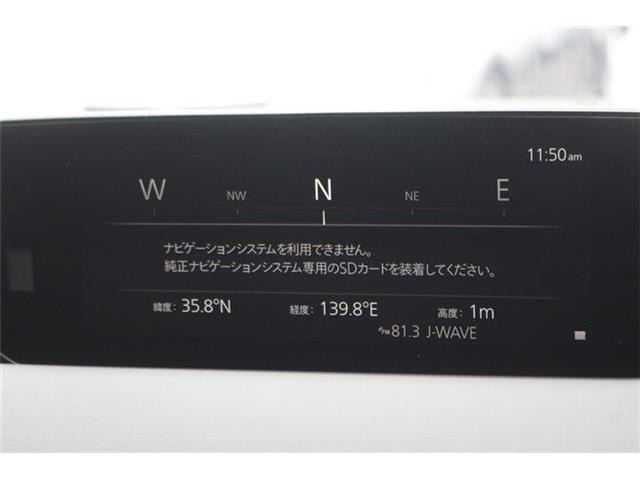 11:50am
W NW N NE E
ナビゲーションシステムを利用できません。
純正ナビゲーションシステム専用のSDカードを装着してください。
緯度: 35.8°N 経度: 139.8°E 高度: 1m
FM 81.3 J-WAVE